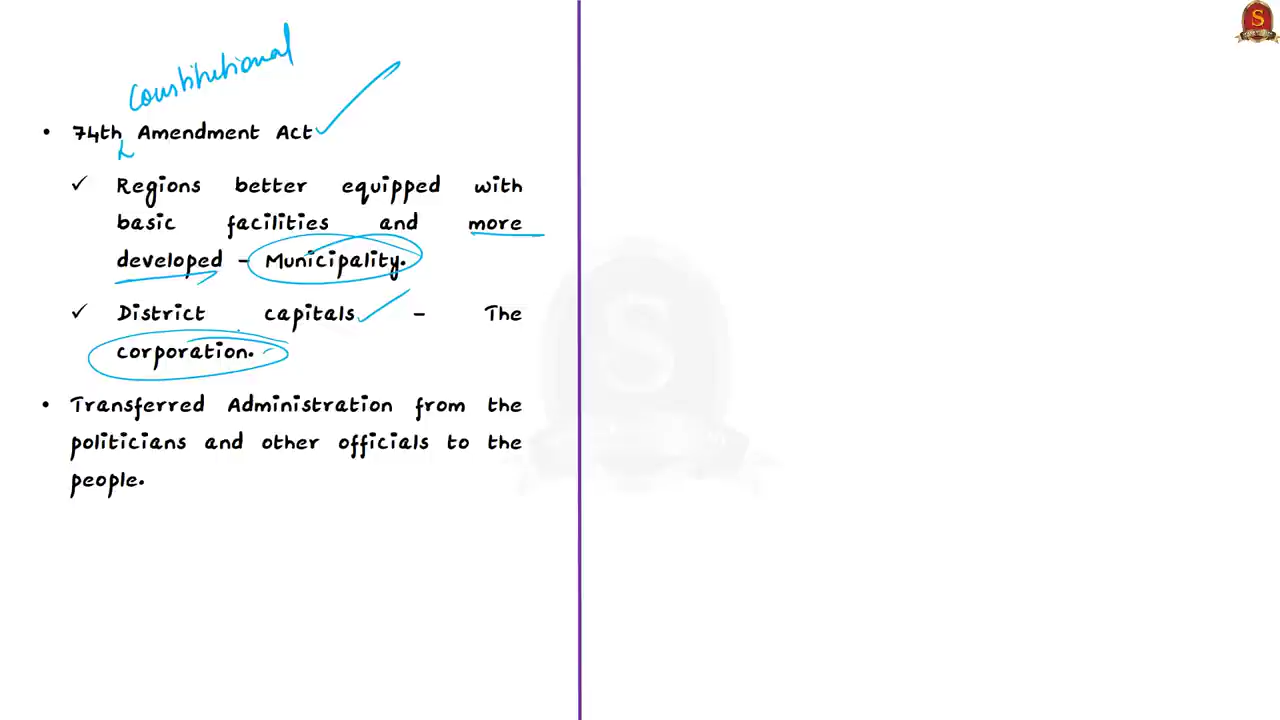 Constitutional
• 74th Amendment Act
✓ Regions better equipped with
basic facilities and more
developed - Municipality.
✓ District capitals - The
corporation.
• Transferred Administration from the
politicians and other officials to the
people.
S